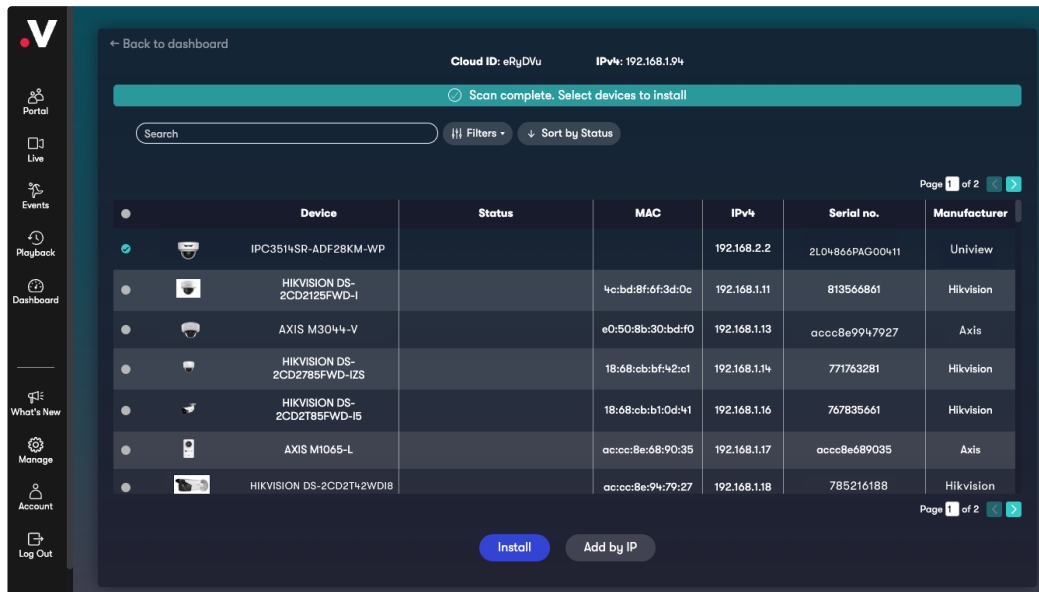 .V
← Back to dashboard
Cloud ID: eRyDVu IPv4: 192.168.1.94
Scan complete. Select devices to install
Search Filters Sort by Status
Portal
Live
Events
Playback
Dashboard
What's New
Manage
Account
Log Out
Page 1 of 2
Device Status MAC IPv4 Serial no. Manufacturer
IPC3514SR-ADF28KM-WP 192.168.2.2 2L04866PAG00411 Uniview
HIKVISION DS-
2CD2125FWD-I 4c:bd:8f:6f:3d:0c 192.168.1.11 813566861 Hikvision
AXIS M3044-V e0:50:8b:30:bd:f0 192.168.1.13 accc8e9947927 Axis
HIKVISION DS-
2CD2785FWD-IZS 18:68:cb:bf:42:c1 192.168.1.14 771763281 Hikvision
HIKVISION DS-
2CD2T85FWD-I5 18:68:cb:b1:0d:41 192.168.1.16 767835661 Hikvision
AXIS M1065-L ac:cc:8e:68:90:35 192.168.1.17 accc8e689035 Axis
HIKVISION DS-2CD2T42WDI8 ac:cc:8e:94:79:27 192.168.1.18 785216188 Hikvision
Page 1 of 2
Install Add by IP